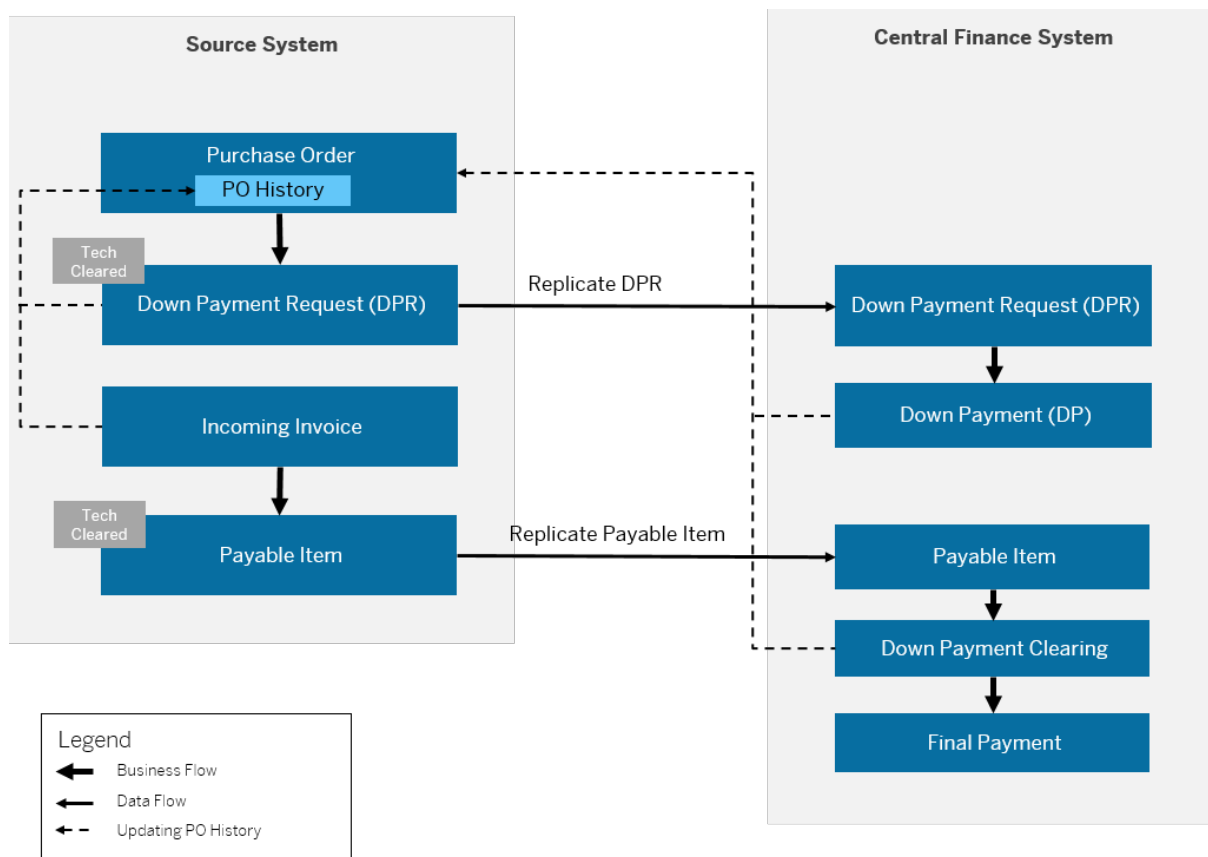 Source System
Central Finance System
Purchase Order
PO History
Tech
Cleared
Down Payment Request (DPR)
Replicate DPR
Down Payment Request (DPR)
Down Payment (DP)
Incoming Invoice
Tech
Cleared
Payable Item
Replicate Payable Item
Payable Item
Down Payment Clearing
Final Payment
Legend
Business Flow
Data Flow
Updating PO History